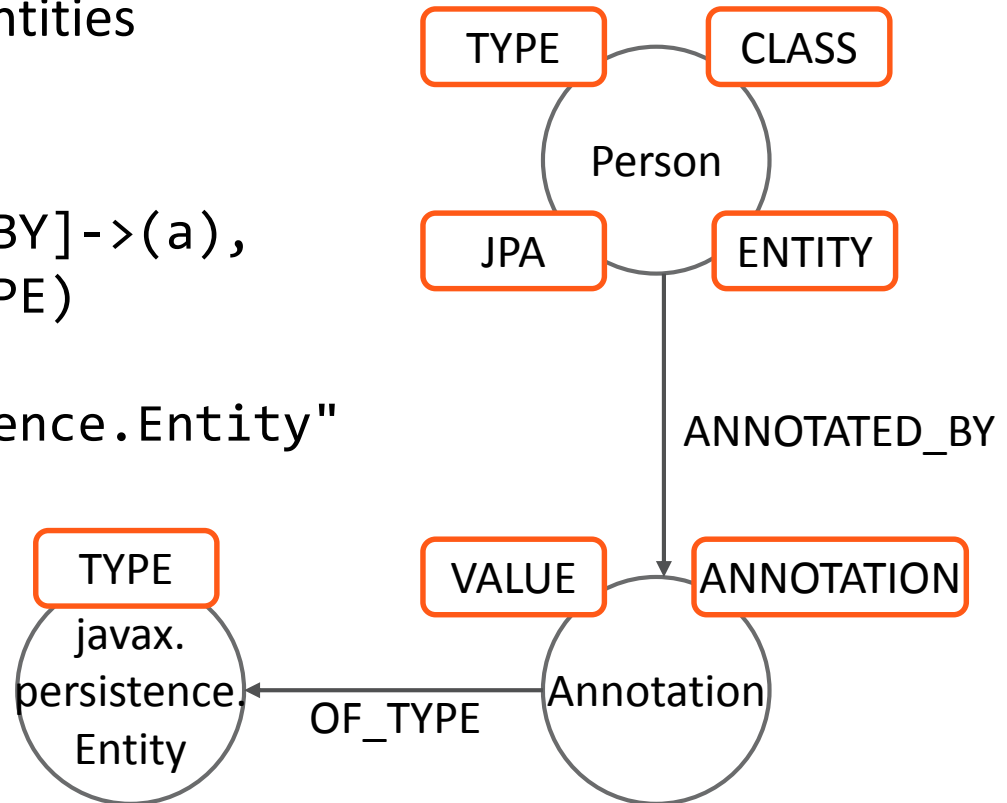 ntities
TYPE
CLASS
Person
BY]->(a),
JPA
ENTITY
PE)
ence.Entity"
ANNOTATED_BY
TYPE
VALUE
ANNOTATION
javax.
persistence.
Entity
OF_TYPE
Annotation